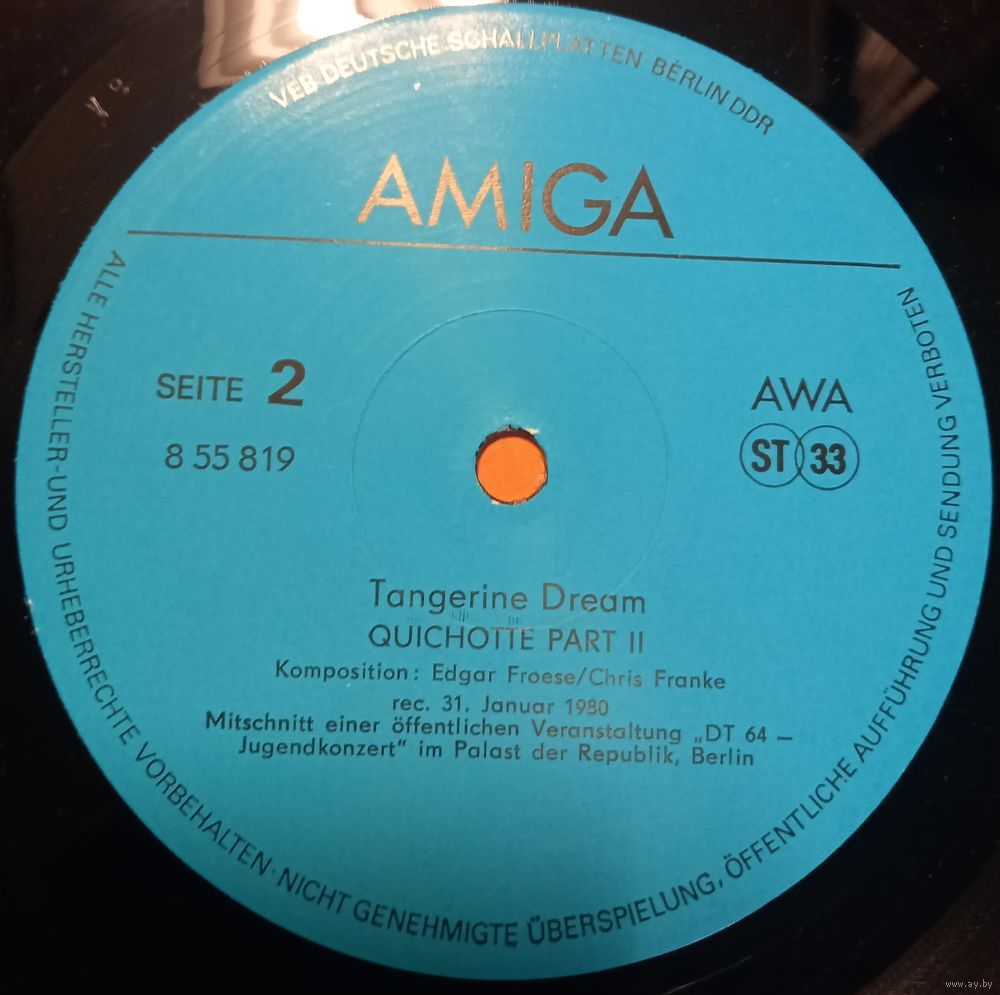 VEB DEUTSCHE SCHALLPLATTEN BERLIN DDR
AMIGA
SEITE 2
8 55 819
AWA
ST 33
Tangerine Dream
QUICHOTTE PART II
Komposition: Edgar Froese/Chris Franke
rec. 31. Januar 1980
Mitschnitt einer öffentlichen Veranstaltung „DT 64 –
Jugendkonzert“ im Palast der Republik, Berlin
ALLE HERSTELLER-UND URHEBERRECHTE VORBEHALTEN· NICHT GENEHMIGTE ÜBERSPIELUNG, ÖFFENTLICHE AUFFÜHRUNG UND SENDUNG VERBOTEN
www.ay.by